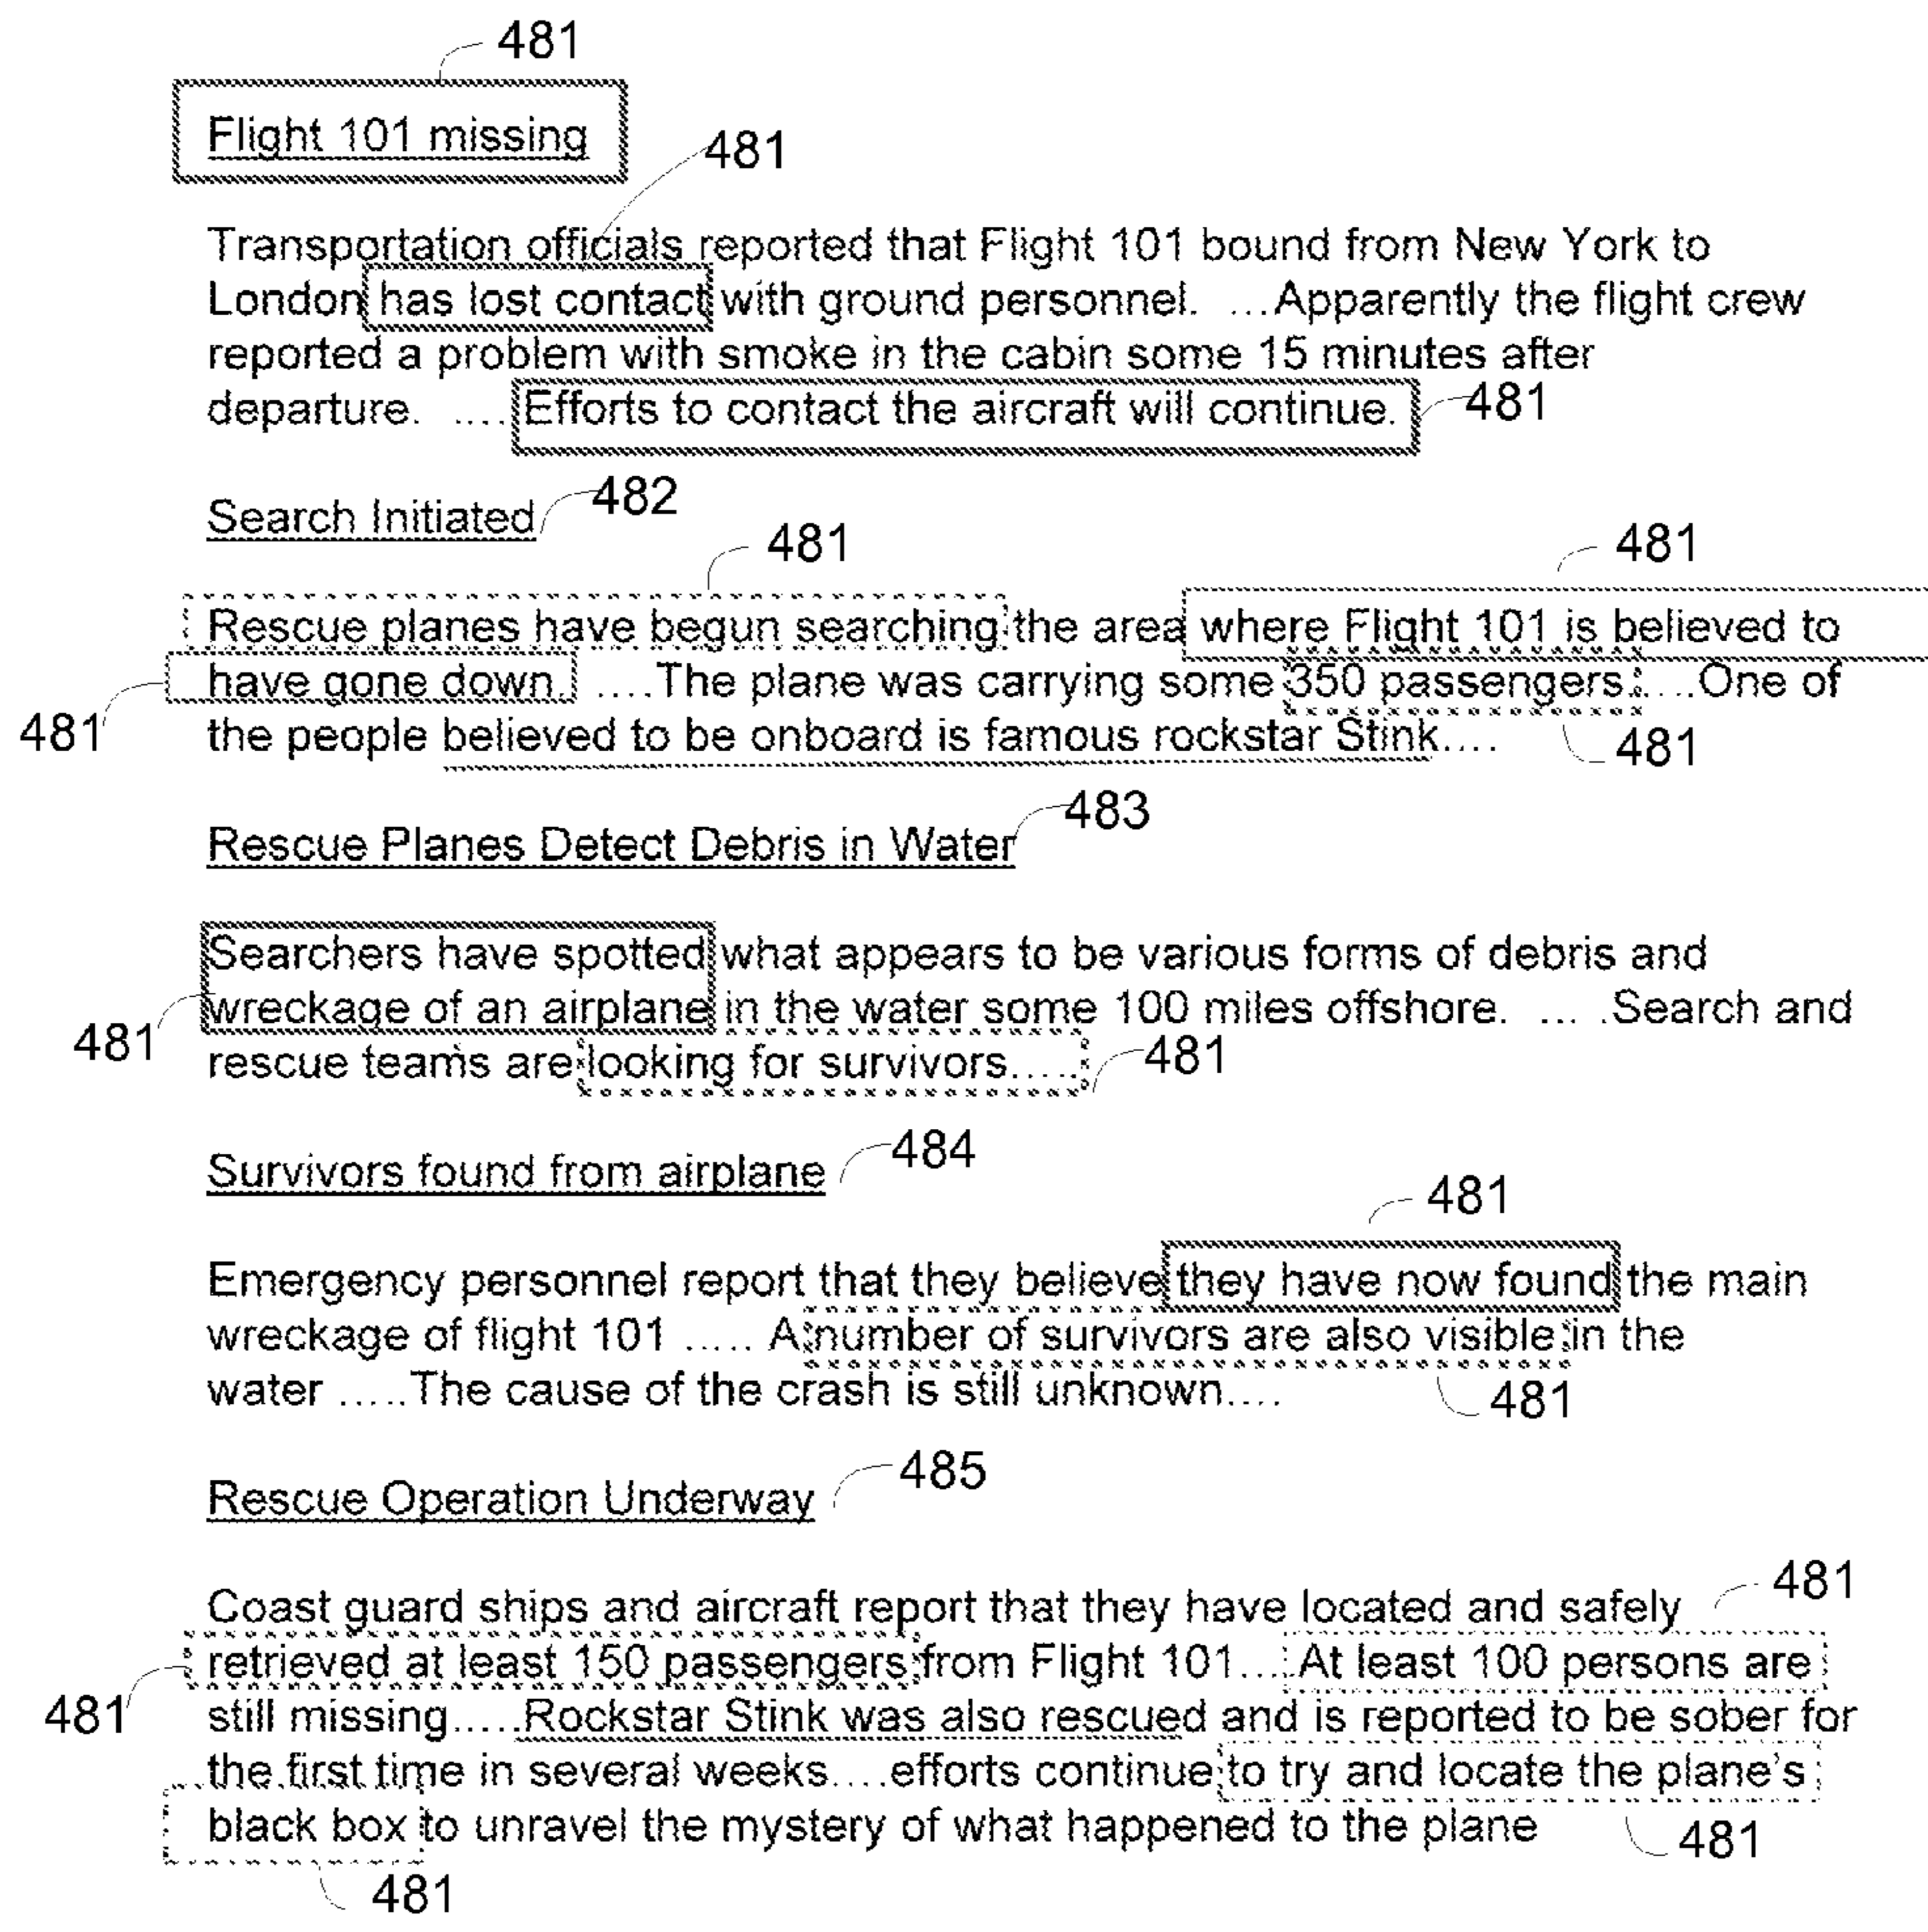 481
Flight 101 missing
481
Transportation officials reported that Flight 101 bound from New York to
London has lost contact with ground personnel. ...Apparently the flight crew
reported a problem with smoke in the cabin some 15 minutes after
departure. .... Efforts to contact the aircraft will continue. 481
Search Initiated 482
481 481
Rescue planes have begun searching the area where Flight 101 is believed to
have gone down. ....The plane was carrying some 350 passengers.....One of
481 the people believed to be onboard is famous rockstar Stink.... 481
Rescue Planes Detect Debris in Water 483
Searchers have spotted what appears to be various forms of debris and
wreckage of an airplane in the water some 100 miles offshore. ... .Search and
481 rescue teams are looking for survivors..... 481
Survivors found from airplane 484
481
Emergency personnel report that they believe they have now found the main
wreckage of flight 101 ..... A number of survivors are also visible in the
water .....The cause of the crash is still unknown.... 481
Rescue Operation Underway 485
Coast guard ships and aircraft report that they have located and safely 481
retrieved at least 150 passengers from Flight 101.... At least 100 persons are
481 still missing.....Rockstar Stink was also rescued and is reported to be sober for
the first time in several weeks....efforts continue to try and locate the plane's
black box to unravel the mystery of what happened to the plane 481
481